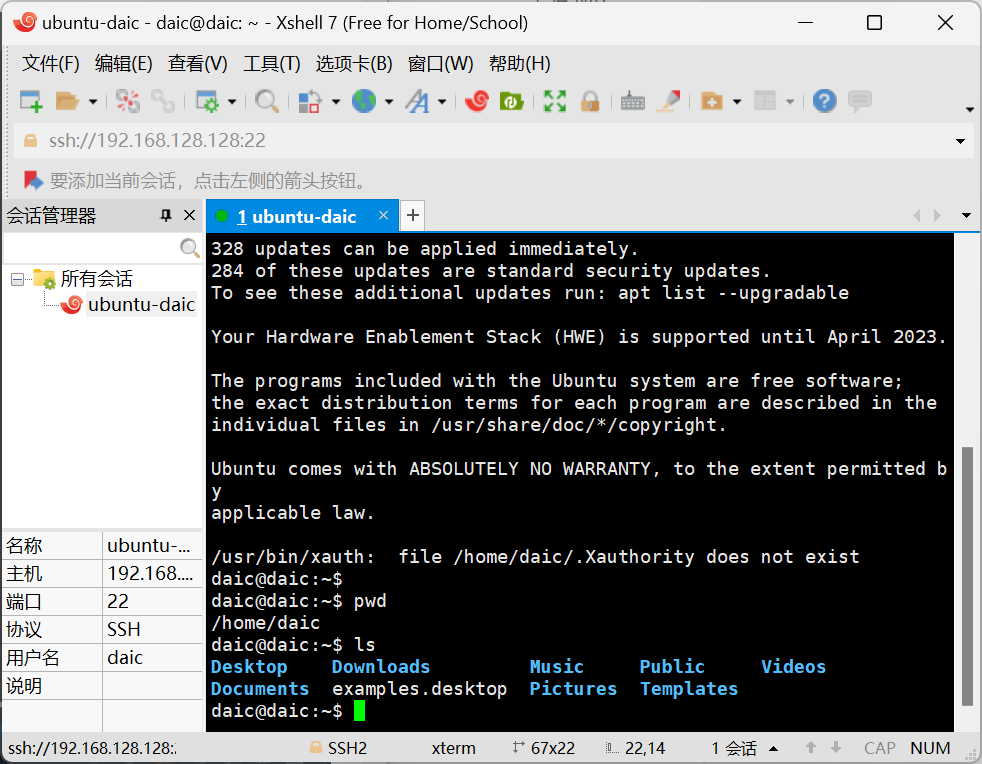 ubuntu-daic - daic@daic: ~ - Xshell 7 (Free for Home/School)
文件(F) 编辑(E) 查看(V) 工具(T) 选项卡(B) 窗口(W) 帮助(H)
ssh://192.168.128.128:22
要添加当前会话，点击左侧的箭头按钮。
会话管理器
所有会话
ubuntu-daic
名称 ubuntu-...
主机 192.168....
端口 22
协议 SSH
用户名 daic
说明
1 ubuntu-daic
328 updates can be applied immediately.
284 of these updates are standard security updates.
To see these additional updates run: apt list --upgradable
Your Hardware Enablement Stack (HWE) is supported until April 2023.
The programs included with the Ubuntu system are free software;
the exact distribution terms for each program are described in the
individual files in /usr/share/doc/*/copyright.
Ubuntu comes with ABSOLUTELY NO WARRANTY, to the extent permitted b
y
applicable law.
/usr/bin/xauth:  file /home/daic/.Xauthority does not exist
daic@daic:~$
daic@daic:~$ pwd
/home/daic
daic@daic:~$ ls
Desktop    Downloads         Music     Public     Videos
Documents  examples.desktop  Pictures  Templates
daic@daic:~$
ssh://192.168.128.128: SSH2 xterm 67x22 22,14 1 会话 CAP NUM